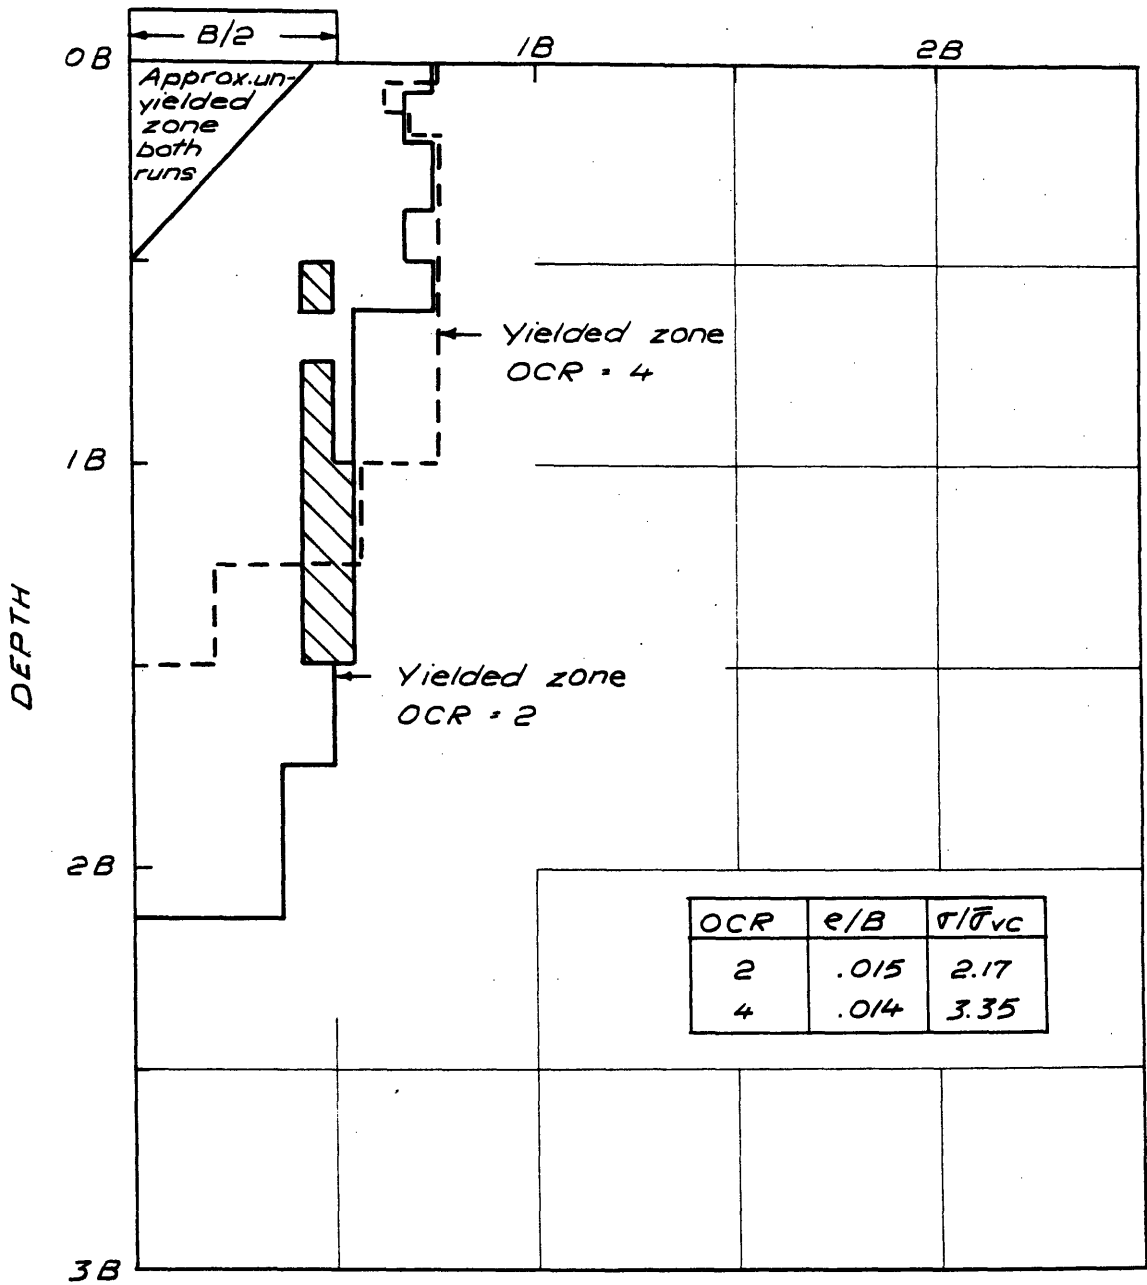 B/2
0B
1B
2B
Approx. un-
yielded
zone
both
runs
Yielded zone
OCR = 4
1B
DEPTH
Yielded zone
OCR = 2
2B
OCR e/B σ/σ̄vc
2 .015 2.17
4 .014 3.35
3B